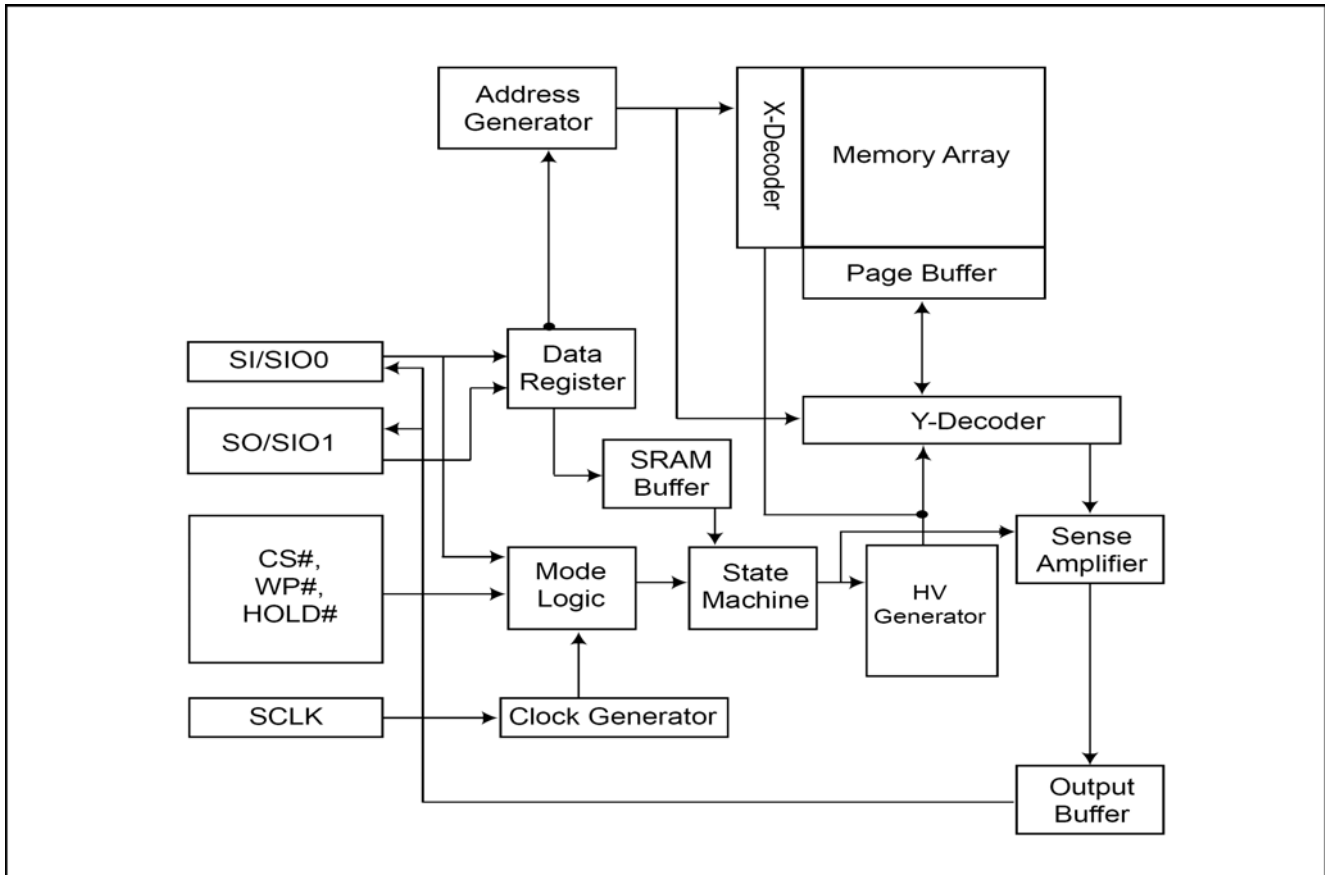 Address
Generator
X-Decoder
Memory Array
Page Buffer
SI/SIO0
Data
Register
SO/SIO1
Y-Decoder
SRAM
Buffer
CS#,
WP#,
HOLD#
Mode
Logic
State
Machine
HV
Generator
Sense
Amplifier
SCLK
Clock Generator
Output
Buffer